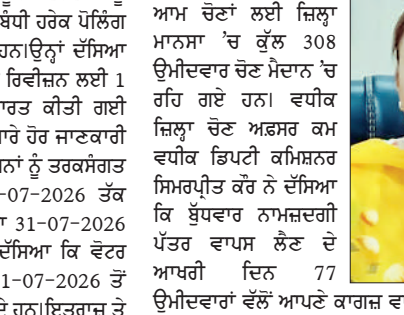 ਬੰਧੀ ਹਰੇਕ ਪੋਲਿੰਗ
ਹਨ।ਉਨ੍ਹਾਂ ਦੱਸਿਆ
ਰਿਵੀਜ਼ਨ ਲਈ 1
ਕੀਤੀ ਗਈ
ਹੋਰ ਜਾਣਕਾਰੀ
ਨੂੰ ਤਰਕਸੰਗਤ
-07-2026 ਤੱਕ
31-07-2026
ਦੱਸਿਆ ਕਿ ਵੋਟਰ
1-07-2026 ਤੋਂ
ਹਨ।ਇਤਰਾਜ਼ ਤੇ
ਆਮ ਚੋਣਾਂ ਲਈ ਜ਼ਿਲ੍ਹਾ
ਮਾਨਸਾ ’ਚ ਕੁੱਲ 308
ਉਮੀਦਵਾਰ ਚੋਣ ਮੈਦਾਨ ’ਚ
ਰਹਿ ਗਏ ਹਨ। ਵਧੀਕ
ਜ਼ਿਲ੍ਹਾ ਚੋਣ ਅਫ਼ਸਰ ਕਮ
ਵਧੀਕ ਡਿਪਟੀ ਕਮਿਸ਼ਨਰ
ਸਿਮਰਪ੍ਰੀਤ ਕੌਰ ਨੇ ਦੱਸਿਆ
ਕਿ ਬੁੱਧਵਾਰ ਨਾਮਜ਼ਦਗੀ
ਪੱਤਰ ਵਾਪਸ ਲੈਣ ਦੇ
ਆਖਰੀ ਦਿਨ 77
ਉਮੀਦਵਾਰਾਂ ਵੱਲੋਂ ਆਪਣੇ ਕਾਗਜ਼